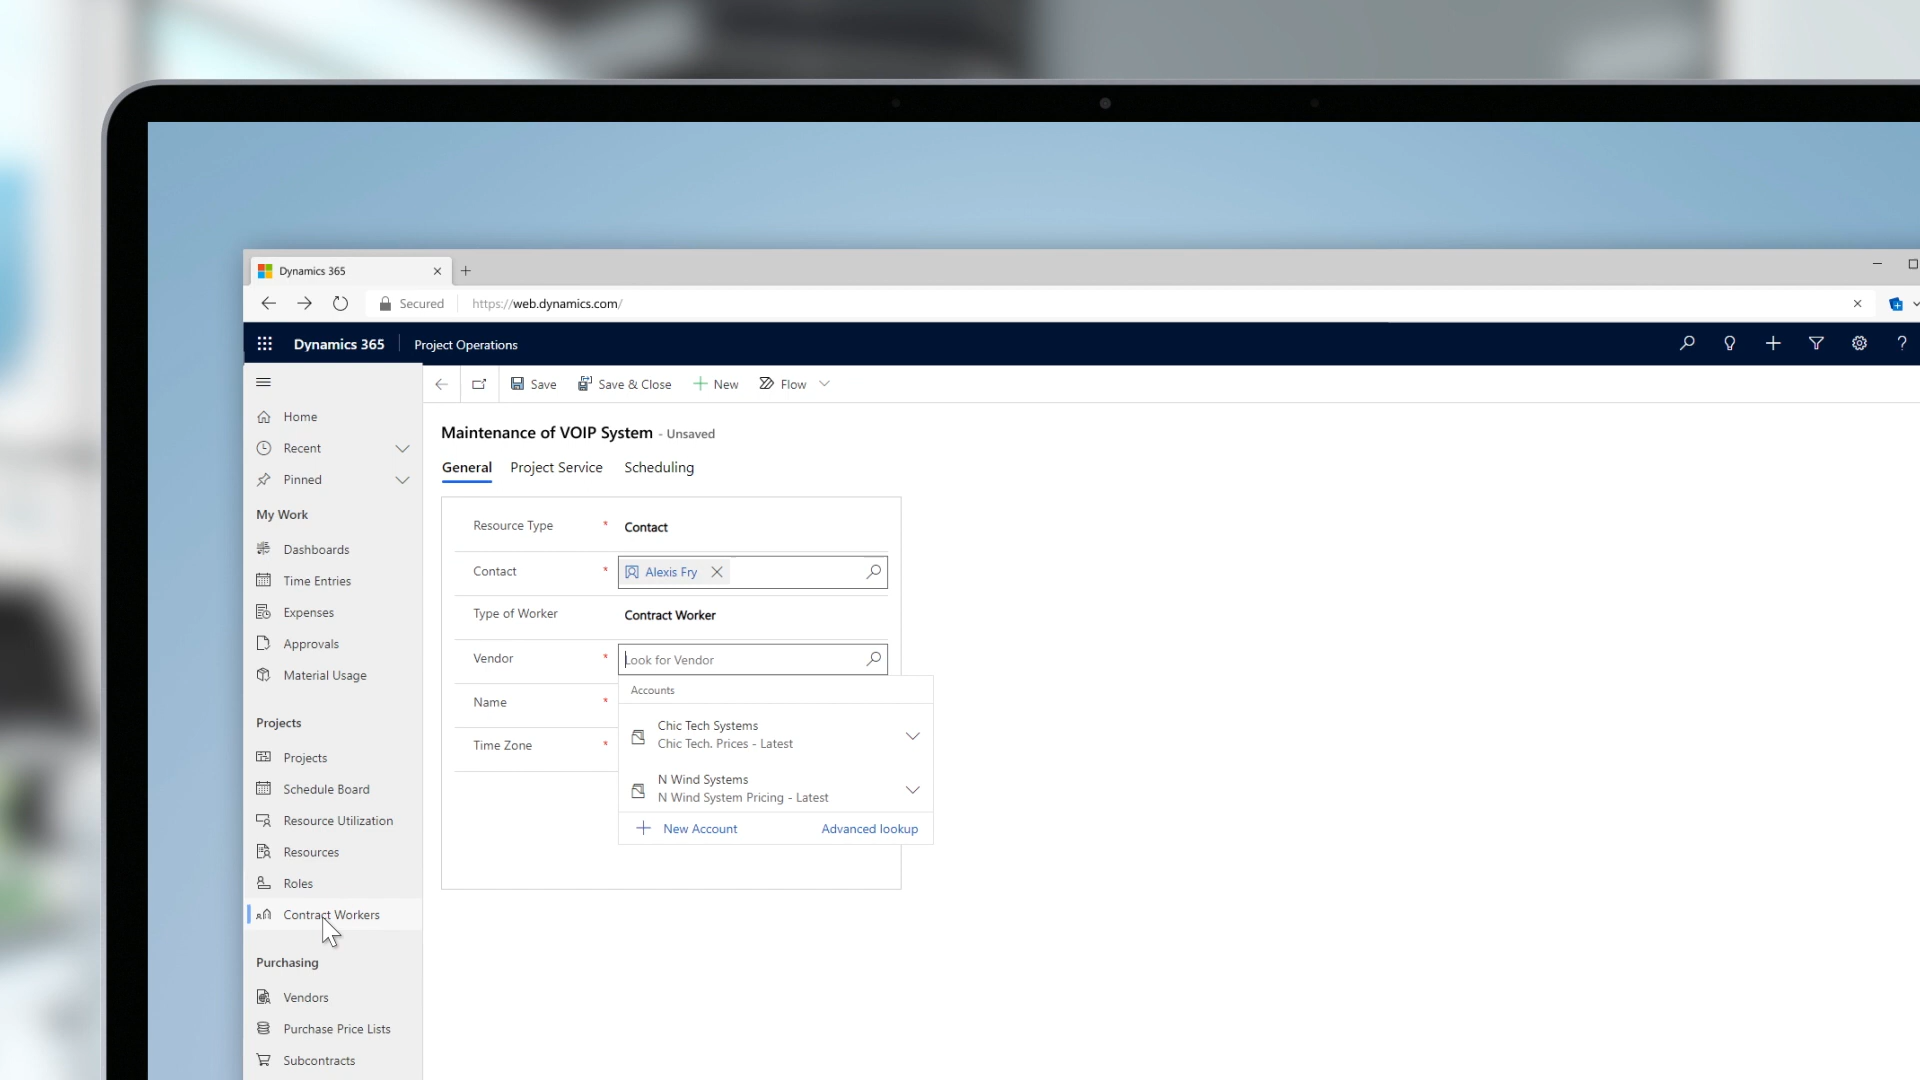 Dynamics 365
Secured
https://web.dynamics.com/
Dynamics 365
Project Operations
Save
Save & Close
New
Flow
Home
Recent
Pinned
My Work
Dashboards
Time Entries
Expenses
Approvals
Material Usage
Projects
Projects
Schedule Board
Resource Utilization
Resources
Roles
Contract Workers
Purchasing
Vendors
Purchase Price Lists
Subcontracts
Maintenance of VOIP System - Unsaved
General Project Service Scheduling
Resource Type * Contact
Contact * Alexis Fry
Type of Worker Contract Worker
Vendor * Look for Vendor
Name *
Time Zone *
Accounts
Chic Tech Systems
Chic Tech. Prices - Latest
N Wind Systems
N Wind System Pricing - Latest
New Account
Advanced lookup